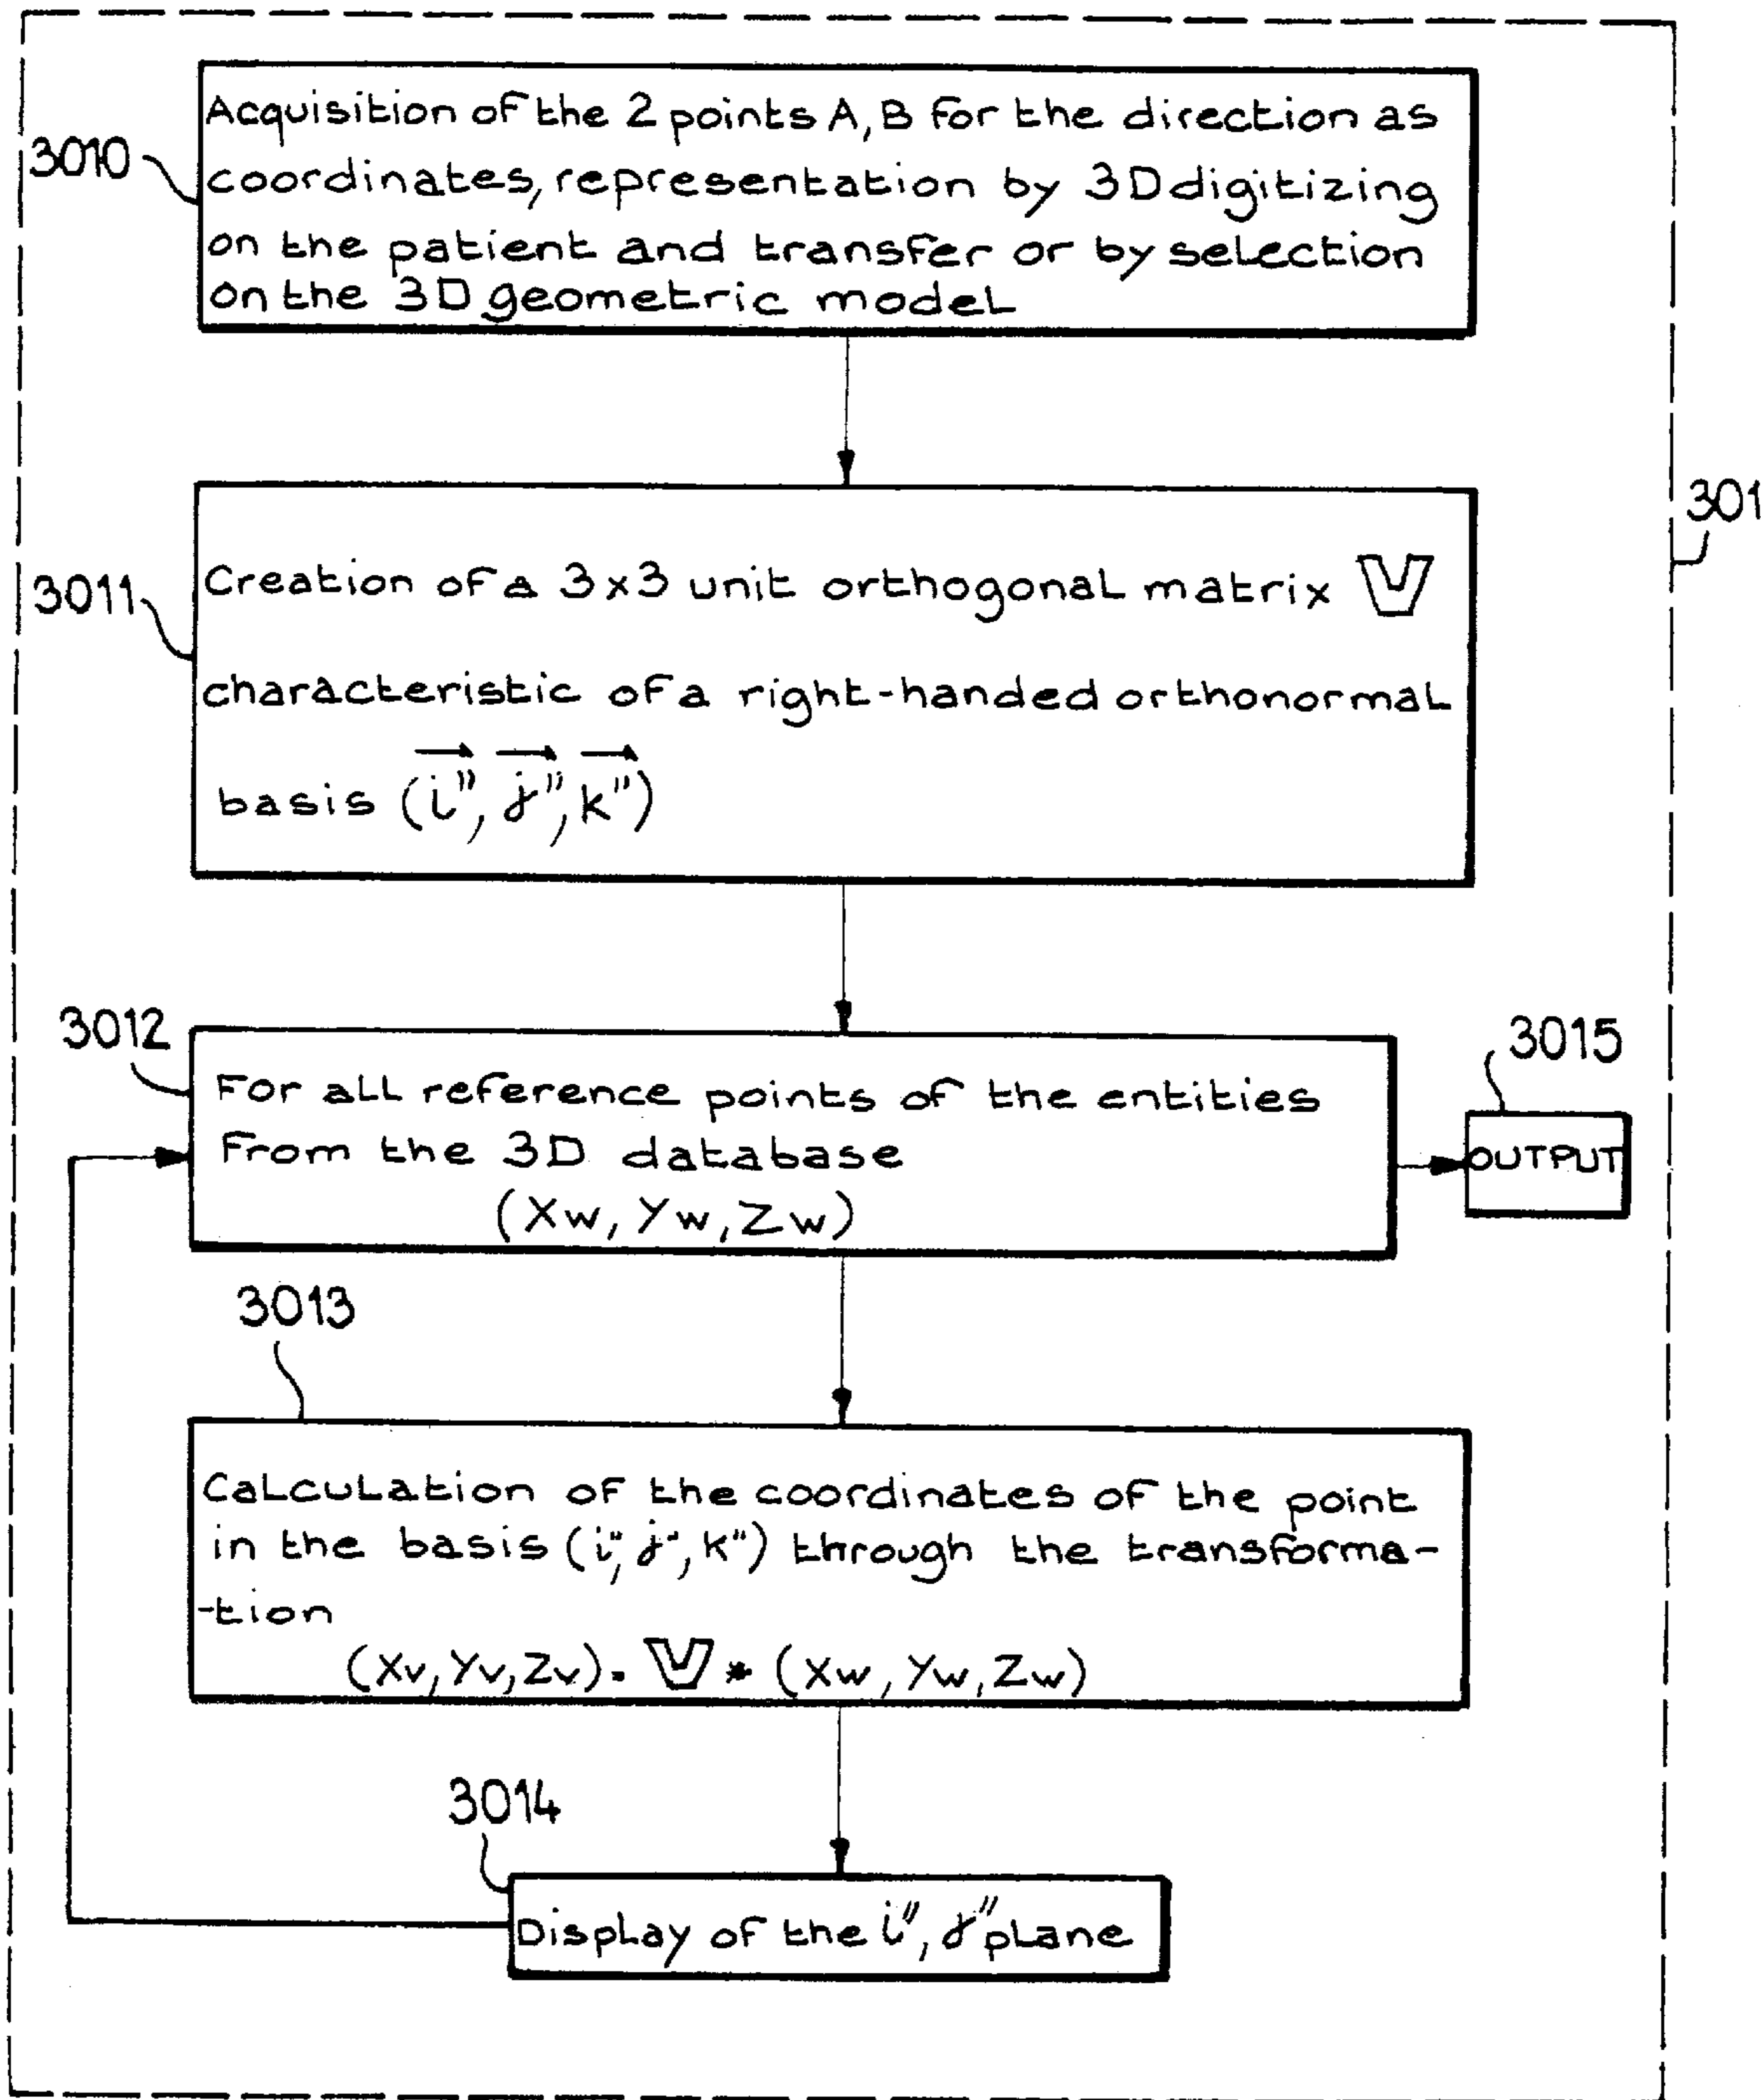 Acquisition of the 2 points A, B for the direction as
coordinates, representation by 3D digitizing
on the patient and transfer or by selection
on the 3D geometric model
3010
301
Creation of a 3x3 unit orthogonal matrix V
characteristic of a right-handed orthonormal
basis (i", j", k")
3011
3012
For all reference points of the entities
From the 3D database
(Xw, Yw, Zw)
3015
OUTPUT
3013
Calculation of the coordinates of the point
in the basis (i", j", k") through the transforma-
-tion
(Xv, Yv, Zv) = V * (Xw, Yw, Zw)
3014
Display of the i", j" plane